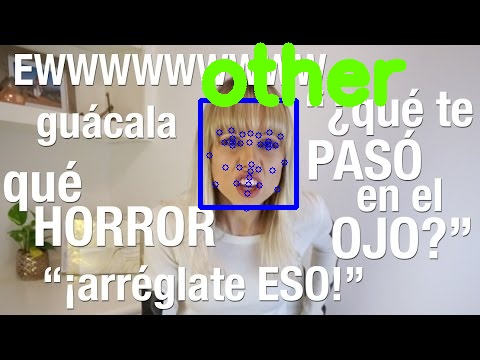 EWWWWWWWWW
other
guácala
"¿qué te
PASÓ
en el
OJO?"
qué
HORROR
"¡arréglate ESO!"